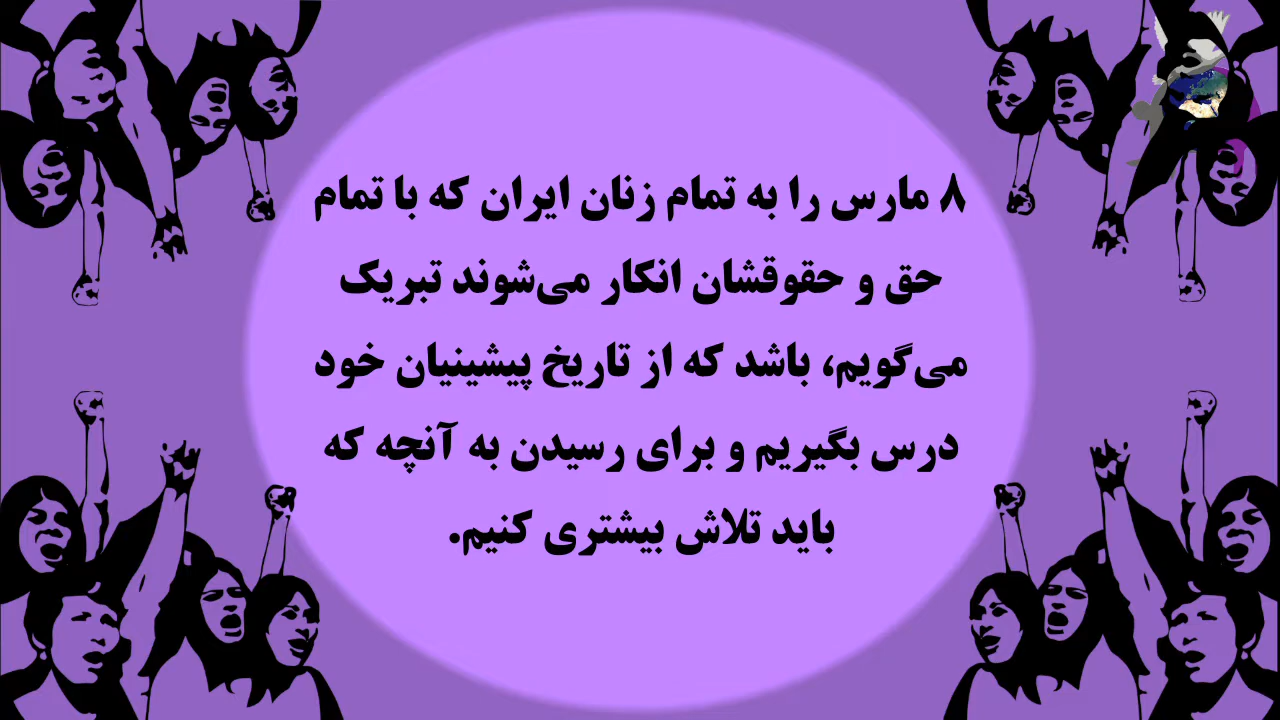 ۸ مارس را به تمام زنان ایران که با تمام
حق و حقوقشان انکار می‌شوند تبریک
می‌گویم، باشد که از تاریخ پیشینیان خود
درس بگیریم و برای رسیدن به آنچه که
باید تلاش بیشتری کنیم.